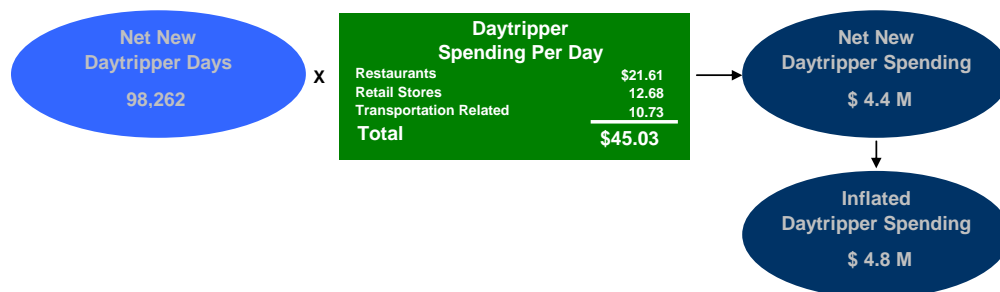 Net New
Daytripper Days
98,262
X
Daytripper
Spending Per Day
Restaurants $21.61
Retail Stores 12.68
Transportation Related 10.73
Total $45.03
Net New
Daytripper Spending
$ 4.4 M
Inflated
Daytripper Spending
$ 4.8 M